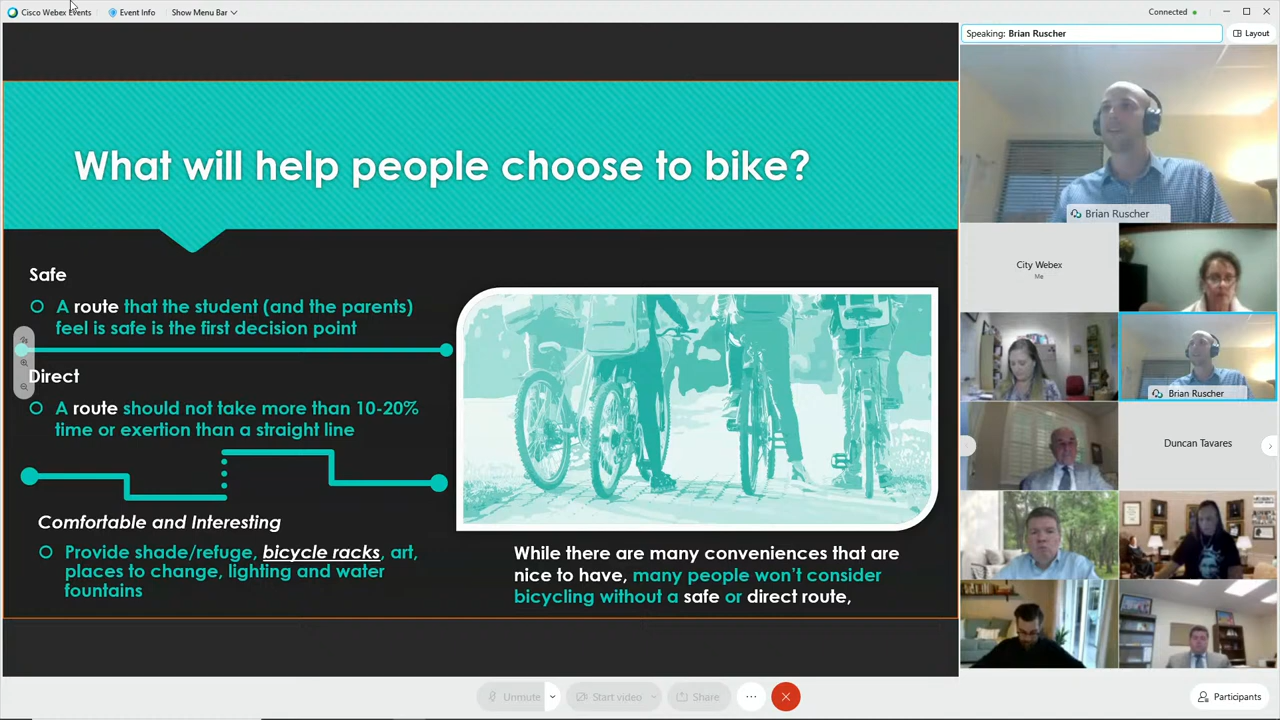 Cisco Webex Events
Event Info
Show Menu Bar
Connected
Speaking: Brian Ruscher
Layout
What will help people choose to bike?
Safe
A route that the student (and the parents)
feel is safe is the first decision point
Direct
A route should not take more than 10-20%
time or exertion than a straight line
Comfortable and Interesting
Provide shade/refuge, bicycle racks, art,
places to change, lighting and water
fountains
While there are many conveniences that are
nice to have, many people won't consider
bicycling without a safe or direct route,
Brian Ruscher
City Webex
Me
Brian Ruscher
Duncan Tavares
Unmute
Start video
Share
Participants